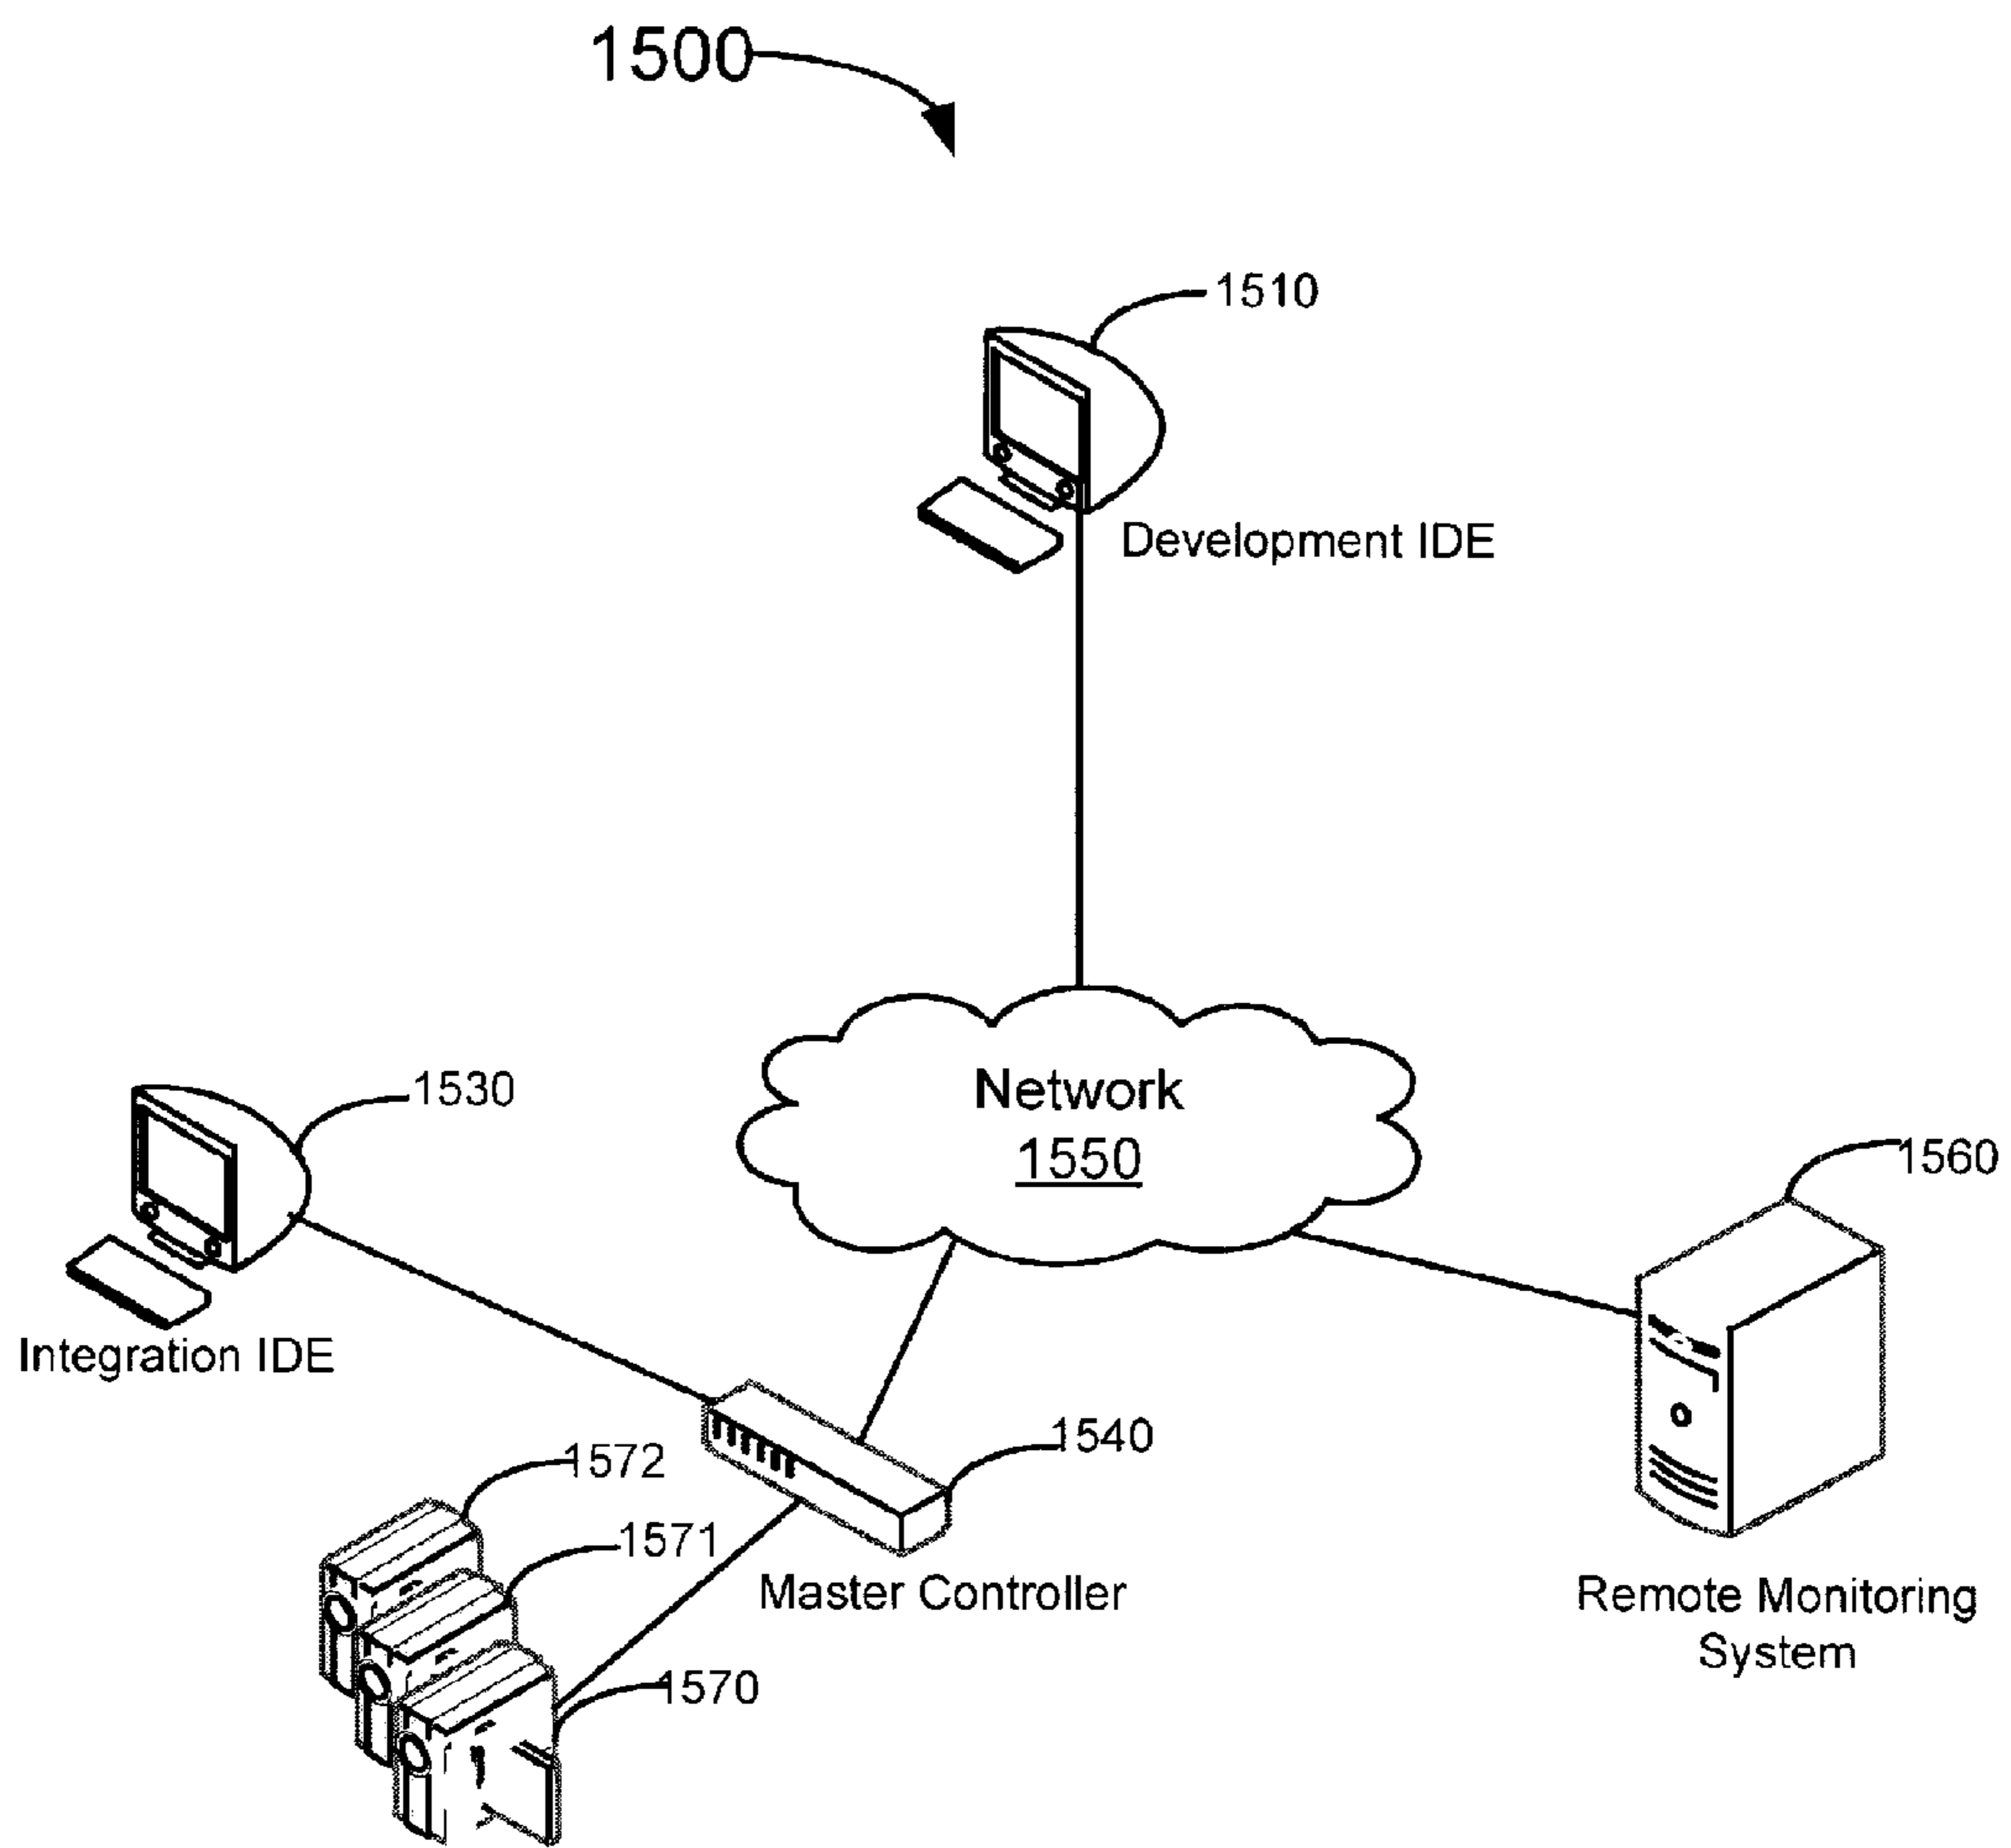 1500
1510
Development IDE
Network
1550
1530
1560
Integration IDE
1540
1572
1571
Master Controller
Remote Monitoring
System
1570